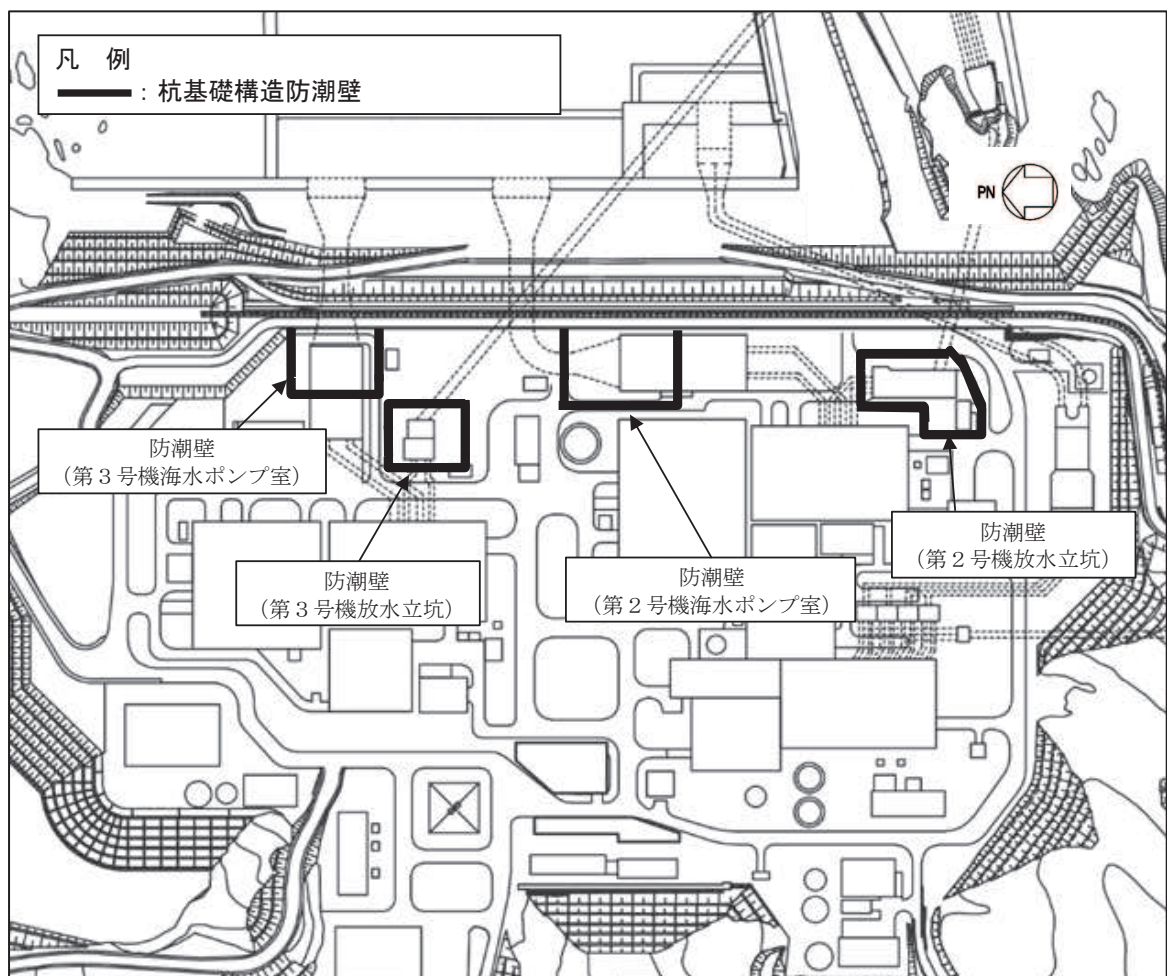 凡 例
：杭基礎構造防潮壁
PN
防潮壁
（第３号機海水ポンプ室）
防潮壁
（第３号機放水立坑）
防潮壁
（第２号機海水ポンプ室）
防潮壁
（第２号機放水立坑）